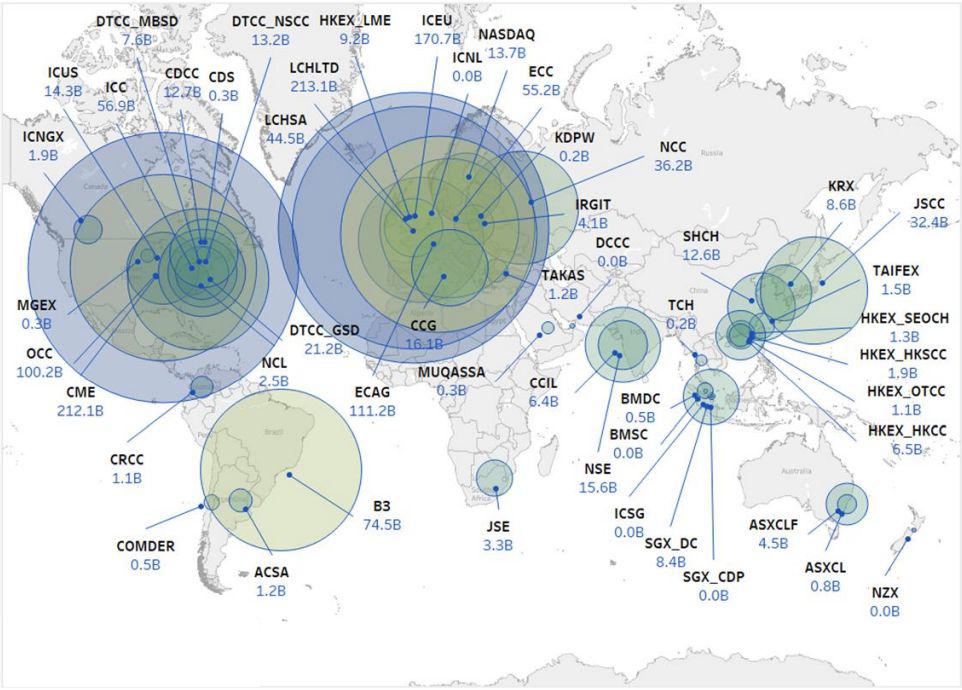 DTCC_MBSD
7.6B
DTCC_NSCC
13.2B
HKEX_LME
9.2B
ICEU
170.7B
NASDAQ
13.7B
ICUS
14.3B
ICC
56.9B
CDCC
12.7B
CDS
0.3B
LCHLTD
213.1B
ICNL
0.0B
ECC
55.2B
LCHSA
44.5B
ICNGX
1.9B
KDPW
0.2B
NCC
36.2B
Russia
Canada
IRGIT
4.1B
KRX
8.6B
JSCC
32.4B
DCCC
0.0B
SHCH
12.6B
China
TAKAS
1.2B
TAIFEX
1.5B
MGEX
0.3B
TCH
0.2B
HKEX_SEOCH
1.3B
DTCC_GSD
21.2B
CCG
16.1B
OCC
100.2B
HKEX_HKSCC
1.9B
NCL
2.5B
MUQASSA
0.3B
CCIL
6.4B
CME
212.1B
ECAG
111.2B
HKEX_OTCC
1.1B
BMDC
0.5B
HKEX_HKCC
6.5B
Brazil
BMSC
0.0B
CRCC
1.1B
NSE
15.6B
Australia
B3
74.5B
ICSG
0.0B
JSE
3.3B
ASXCLF
4.5B
COMDER
0.5B
SGX_DC
8.4B
ACSA
1.2B
SGX_CDP
0.0B
ASXCL
0.8B
NZX
0.0B